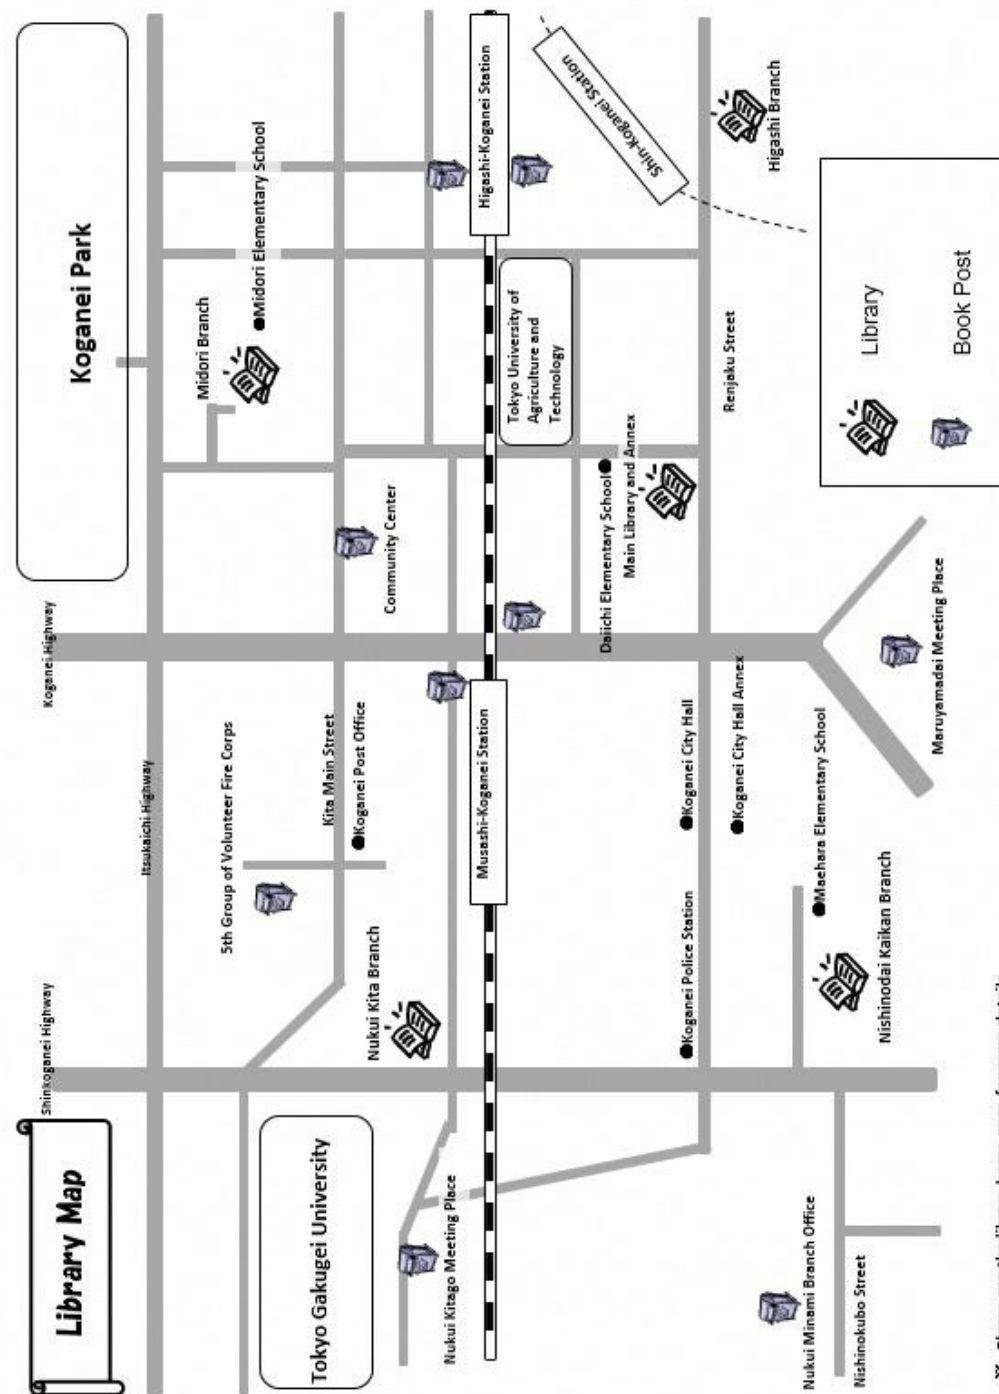 Library Map
Shinkoganei Highway
Koganei Highway
Koganei Park
Itsukaichi Highway
Midori Branch
5th Group of Volunteer Fire Corps
Midori Elementary School
Tokyo Gakugei University
Kita Main Street
Koganei Post Office
Nukui Kita Branch
Community Center
Nukui Kitago Meeting Place
Musashi-Koganei Station
Higashi-Koganei Station
Tokyo University of
Agriculture and
Technology
Shin-Koganei Station
Daiichi Elementary School
Main Library and Annex
Koganei Police Station
Koganei City Hall
Renjaku Street
Koganei City Hall Annex
Higashi Branch
Nukui Minami Branch Office
Maehara Elementary School
Nishinokubo Street
Nishinodai Kaikan Branch
Maruyamadai Meeting Place
Library
Book Post